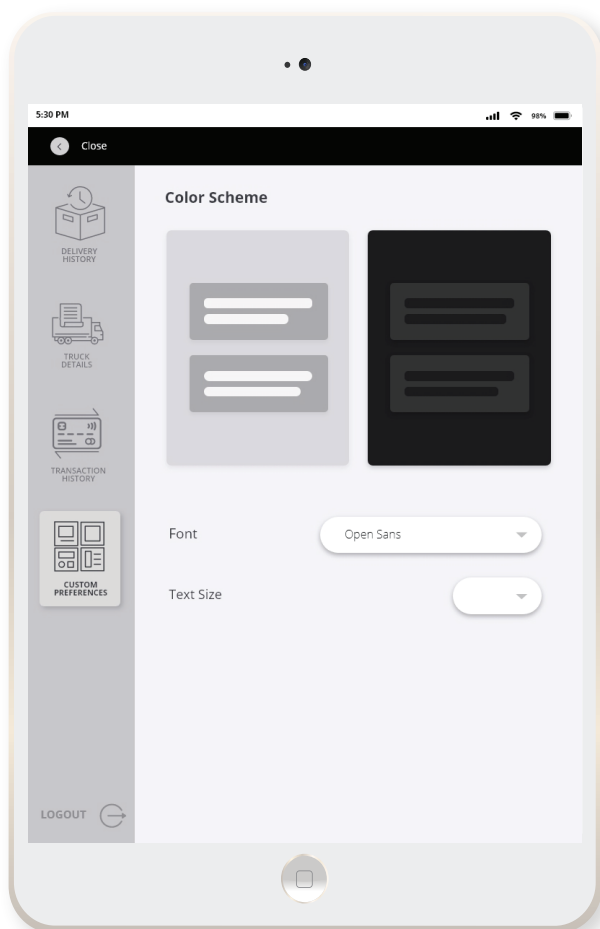 5:30 PM
98%
Close
DELIVERY
HISTORY
TRUCK
DETAILS
TRANSACTION
HISTORY
CUSTOM
PREFERENCES
LOGOUT
Color Scheme
Font
Open Sans
Text Size